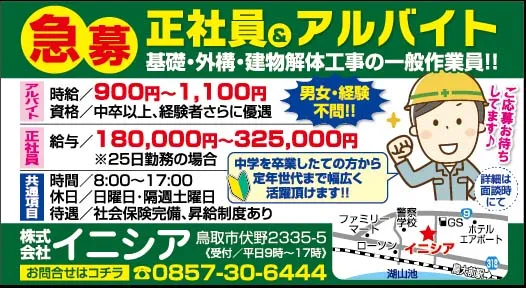 急募
正社員&アルバイト
基礎・外構・建物解体工事の一般作業員!!
アルバイト
時給／900円〜1,100円
資格／中卒以上、経験者さらに優遇
男女・経験
不問!!
ご応募お待ち
してます♪
正社員
給与／180,000円〜325,000円
※25日勤務の場合
中学を卒業したての方から
定年世代まで幅広く
活躍頂けます!!
詳細は
面談時
にて
共通項目
時間／8:00〜17:00
休日／日曜日・隔週土曜日
待遇／社会保険完備、昇給制度あり
株式
会社
イニシア
鳥取市伏野2335-5
《受付／平日9時〜17時》
お問合せはコチラ
☎0857-30-6444
ファミリー
マート
警察
学校
GS
9
ホテル
エアポート
ローソン
イニシア
湖山池
鳥大前駅
318